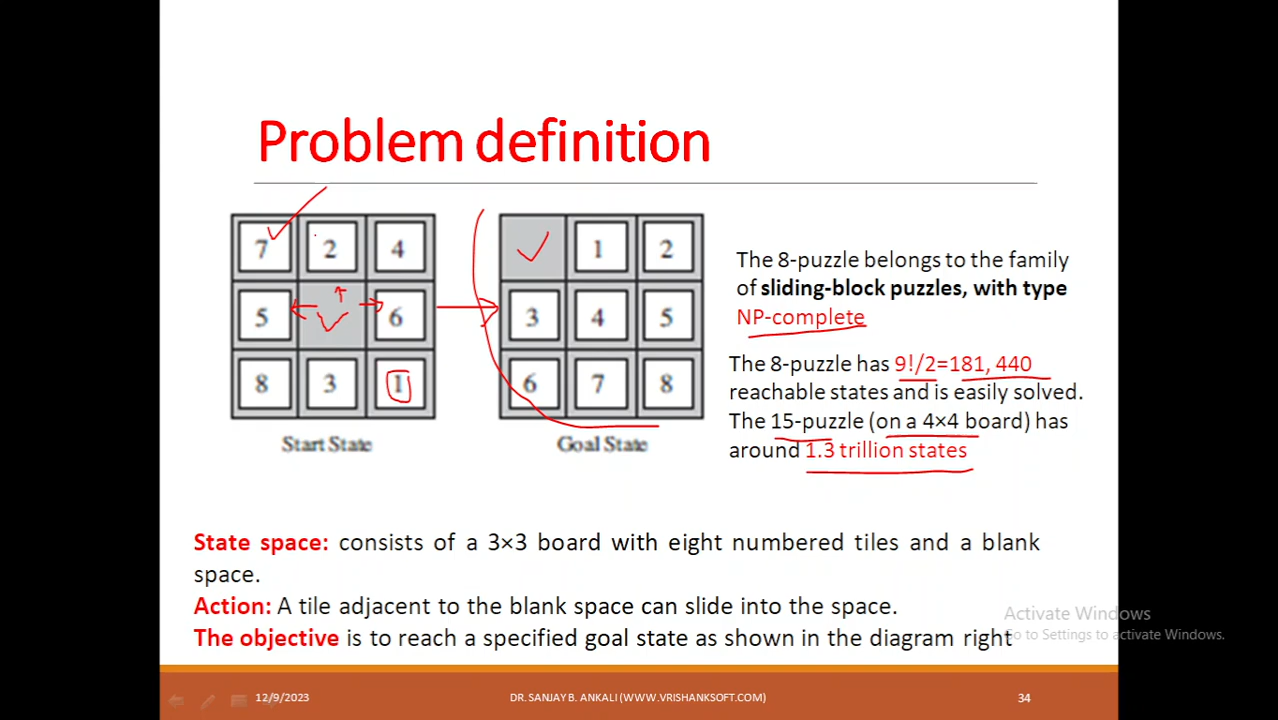 Problem definition
7 2 4
5 6
8 3 1
Start State
1 2
3 4 5
6 7 8
Goal State
The 8-puzzle belongs to the family
of sliding-block puzzles, with type
NP-complete
The 8-puzzle has 9!/2=181, 440
reachable states and is easily solved.
The 15-puzzle (on a 4×4 board) has
around 1.3 trillion states
State space: consists of a 3×3 board with eight numbered tiles and a blank
space.
Action: A tile adjacent to the blank space can slide into the space.
The objective is to reach a specified goal state as shown in the diagram right
Activate Windows
Go to Settings to activate Windows.
12/9/2023
DR. SANJAY B. ANKALI (WWW.VRISHANKSOFT.COM)
34